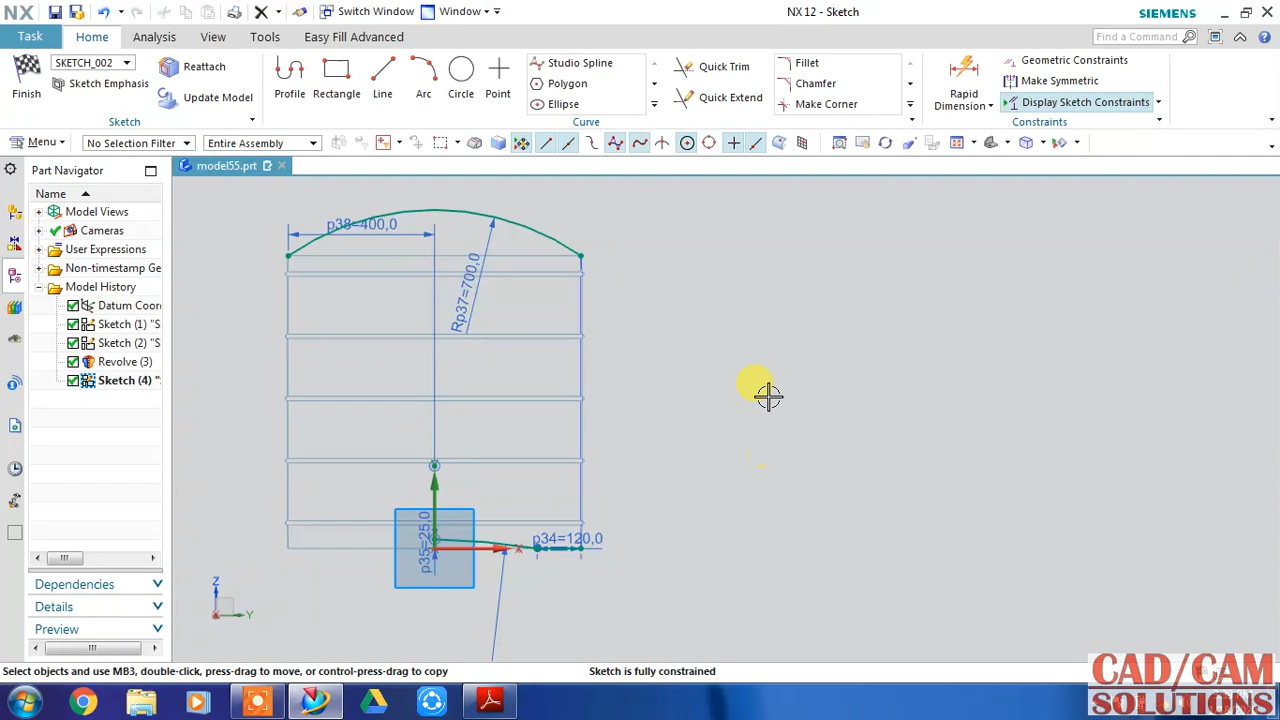 NX
Switch Window
Window
NX 12 - Sketch
SIEMENS
Task
Home
Analysis
View
Tools
Easy Fill Advanced
Find a Command
Finish
SKETCH_002
Sketch Emphasis
Reattach
Update Model
Sketch
Profile
Rectangle
Line
Arc
Circle
Point
Studio Spline
Polygon
Ellipse
Curve
Quick Trim
Quick Extend
Fillet
Chamfer
Make Corner
Rapid
Dimension
Geometric Constraints
Make Symmetric
Display Sketch Constraints
Constraints
Menu
No Selection Filter
Entire Assembly
Part Navigator
model55.prt
Name
Model Views
Cameras
User Expressions
Non-timestamp Ge
Model History
Datum Coor
Sketch (1) "S
Sketch (2) "S
Revolve (3)
Sketch (4) "
Dependencies
Details
Preview
p38=400,0
Rp37=700,0
p35=25,0
p34=120,0
X
Z
Y
Select objects and use MB3, double-click, press-drag to move, or control-press-drag to copy
Sketch is fully constrained
CAD/CAM
SOLUTIONS